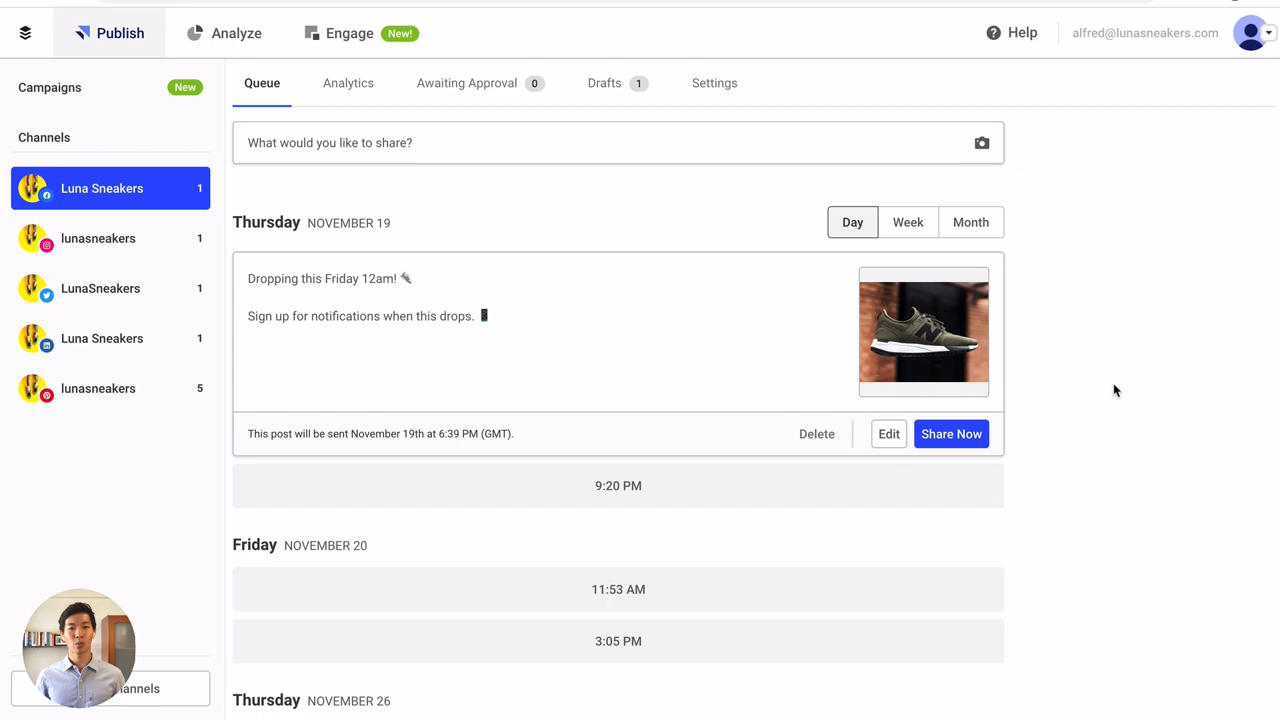 Publish
Analyze
Engage New!
Help
alfred@lunasneakers.com
Campaigns New
Channels
Luna Sneakers 1
lunasneakers 1
LunaSneakers 1
Luna Sneakers 1
lunasneakers 5
annels
Queue
Analytics
Awaiting Approval 0
Drafts 1
Settings
What would you like to share?
Thursday NOVEMBER 19
Day Week Month
Dropping this Friday 12am!
Sign up for notifications when this drops.
This post will be sent November 19th at 6:39 PM (GMT).
Delete
Edit
Share Now
9:20 PM
Friday NOVEMBER 20
11:53 AM
3:05 PM
Thursday NOVEMBER 26